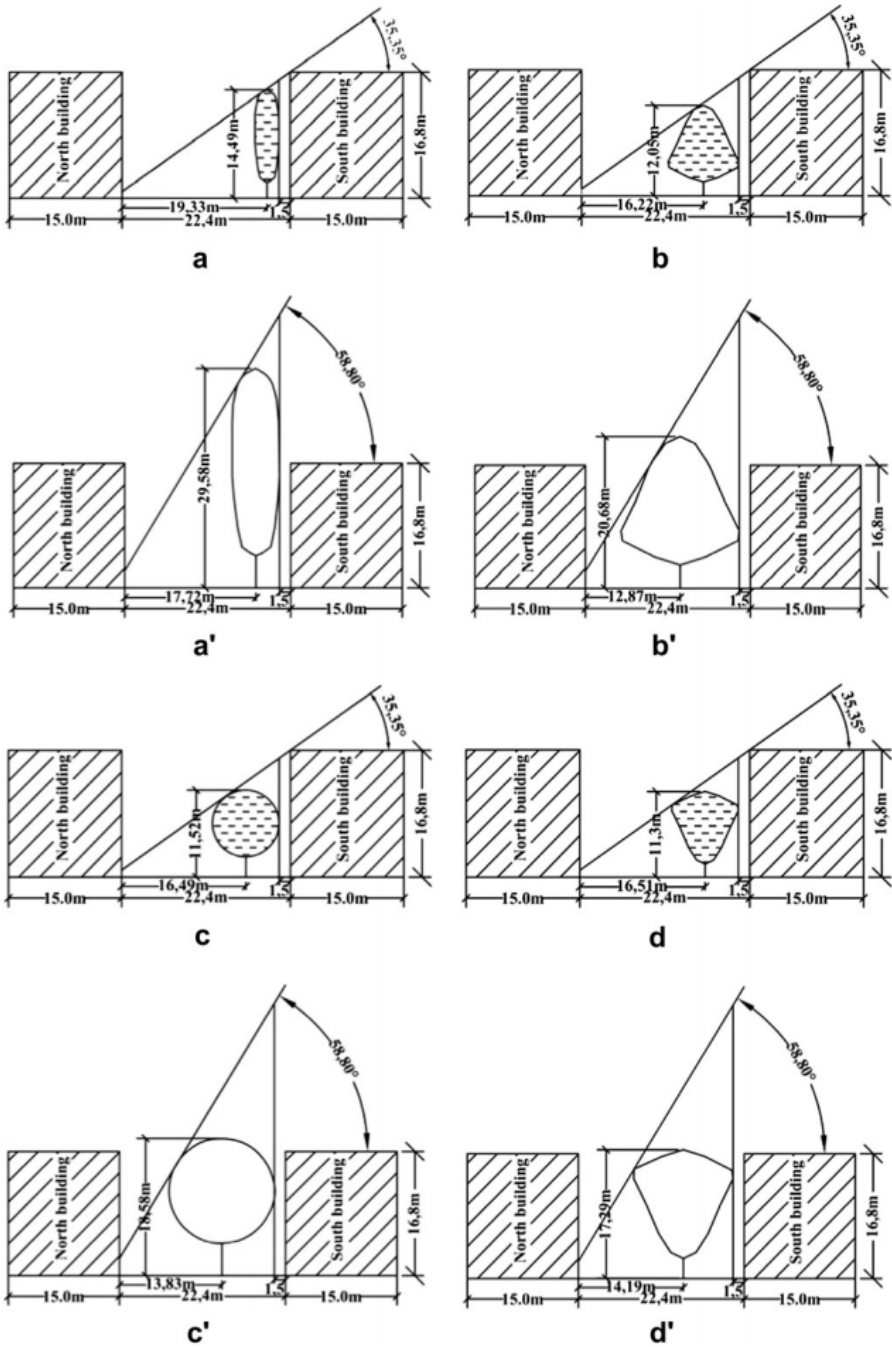 35,35°
North building
14,49m
South building
16,8m
19,33m
1,5
15.0m
22,4m
15.0m
a
35,35°
North building
12,05m
South building
16,8m
16,22m
1,5
15.0m
22,4m
15.0m
b
58,80°
North building
29,58m
South building
16,8m
17,72m
1,5
15.0m
22,4m
15.0m
a'
58,80°
North building
20,68m
South building
16,8m
12,87m
1,5
15.0m
22,4m
15.0m
b'
35,35°
North building
11,52m
South building
16,8m
16,49m
1,5
15.0m
22,4m
15.0m
c
35,35°
North building
11,3m
South building
16,8m
16,51m
1,5
15.0m
22,4m
15.0m
d
58,80°
North building
18,58m
South building
16,8m
13,83m
1,5
15.0m
22,4m
15.0m
c'
58,80°
North building
17,29m
South building
16,8m
14,19m
1,5
15.0m
22,4m
15.0m
d'